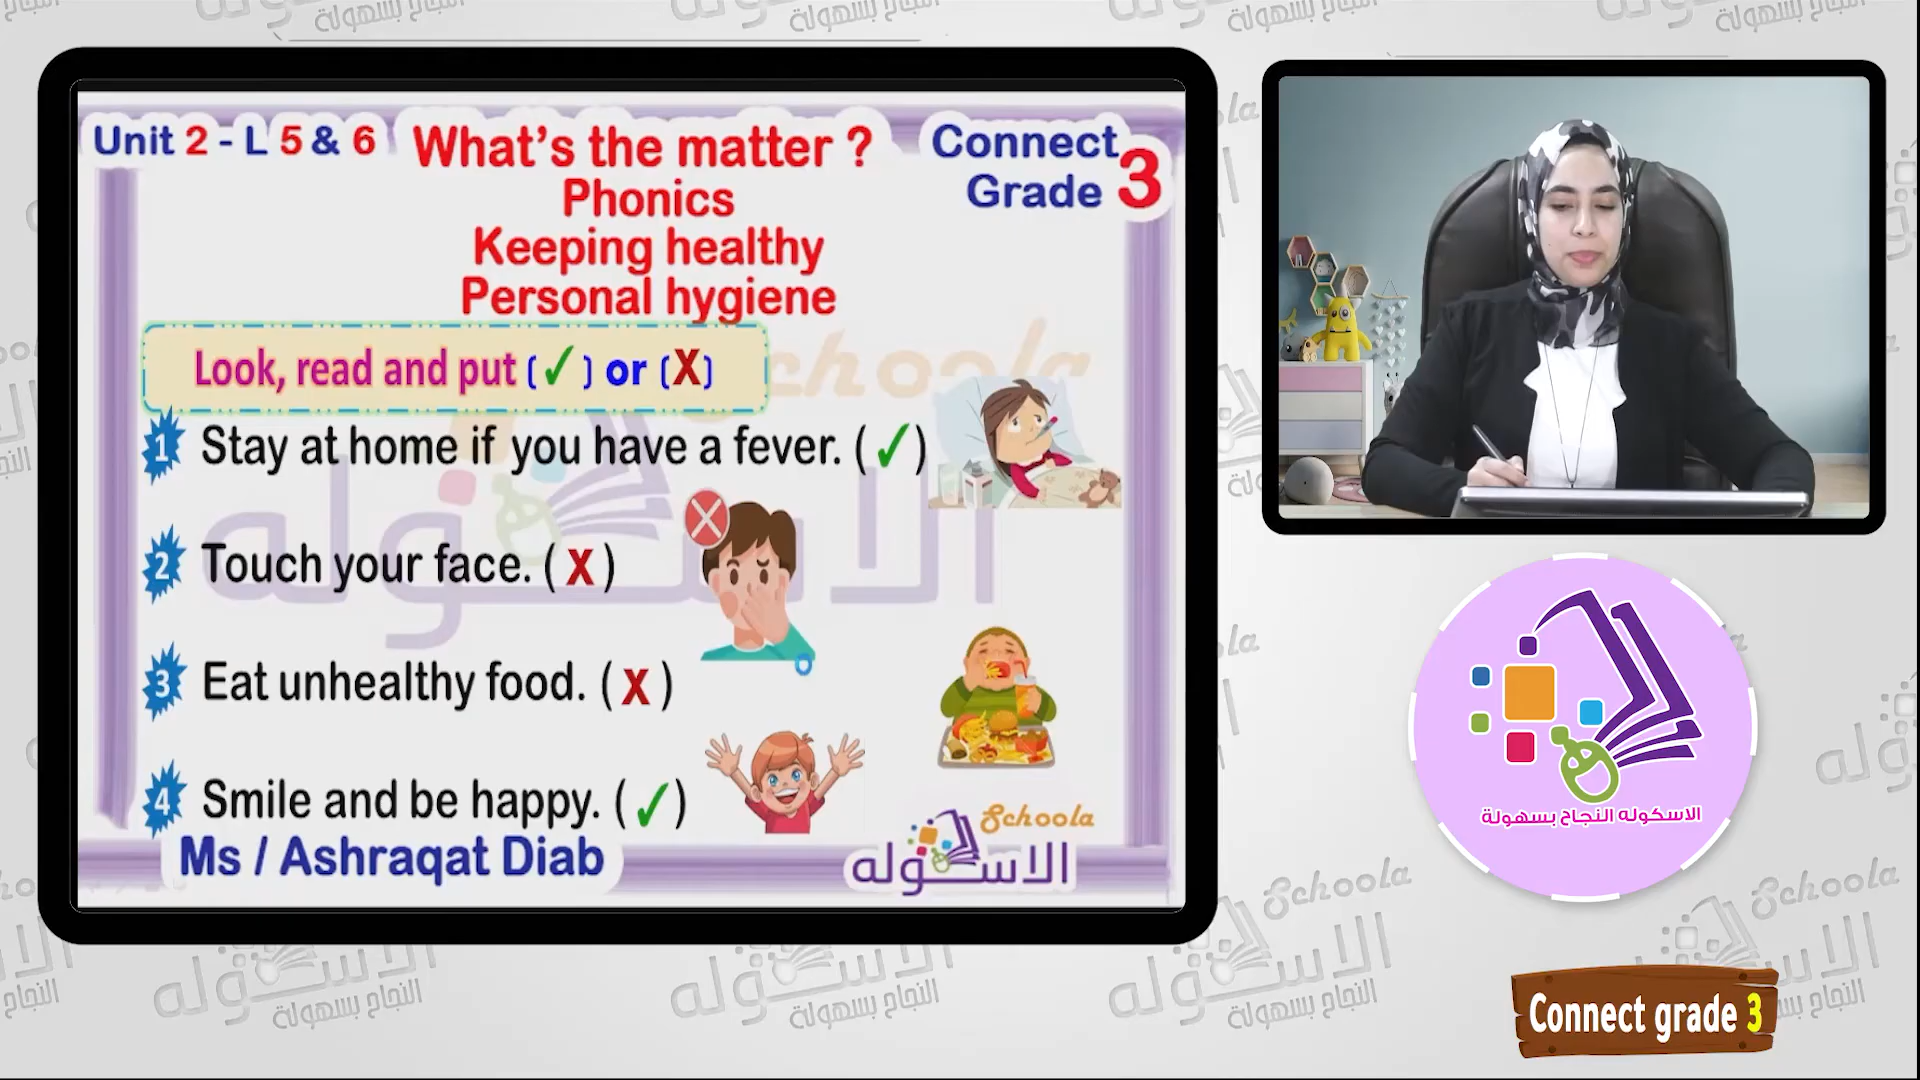 Unit 2 - L 5 & 6
What's the matter ?
Phonics
Keeping healthy
Personal hygiene
Connect
Grade 3
Look, read and put (✓) or (X)
1 Stay at home if you have a fever. (✓)
2 Touch your face. (X)
3 Eat unhealthy food. (X)
4 Smile and be happy. (✓)
Ms / Ashraqat Diab
Schoola
الاسكوله
الاسكوله النجاح بسهولة
Connect grade 3